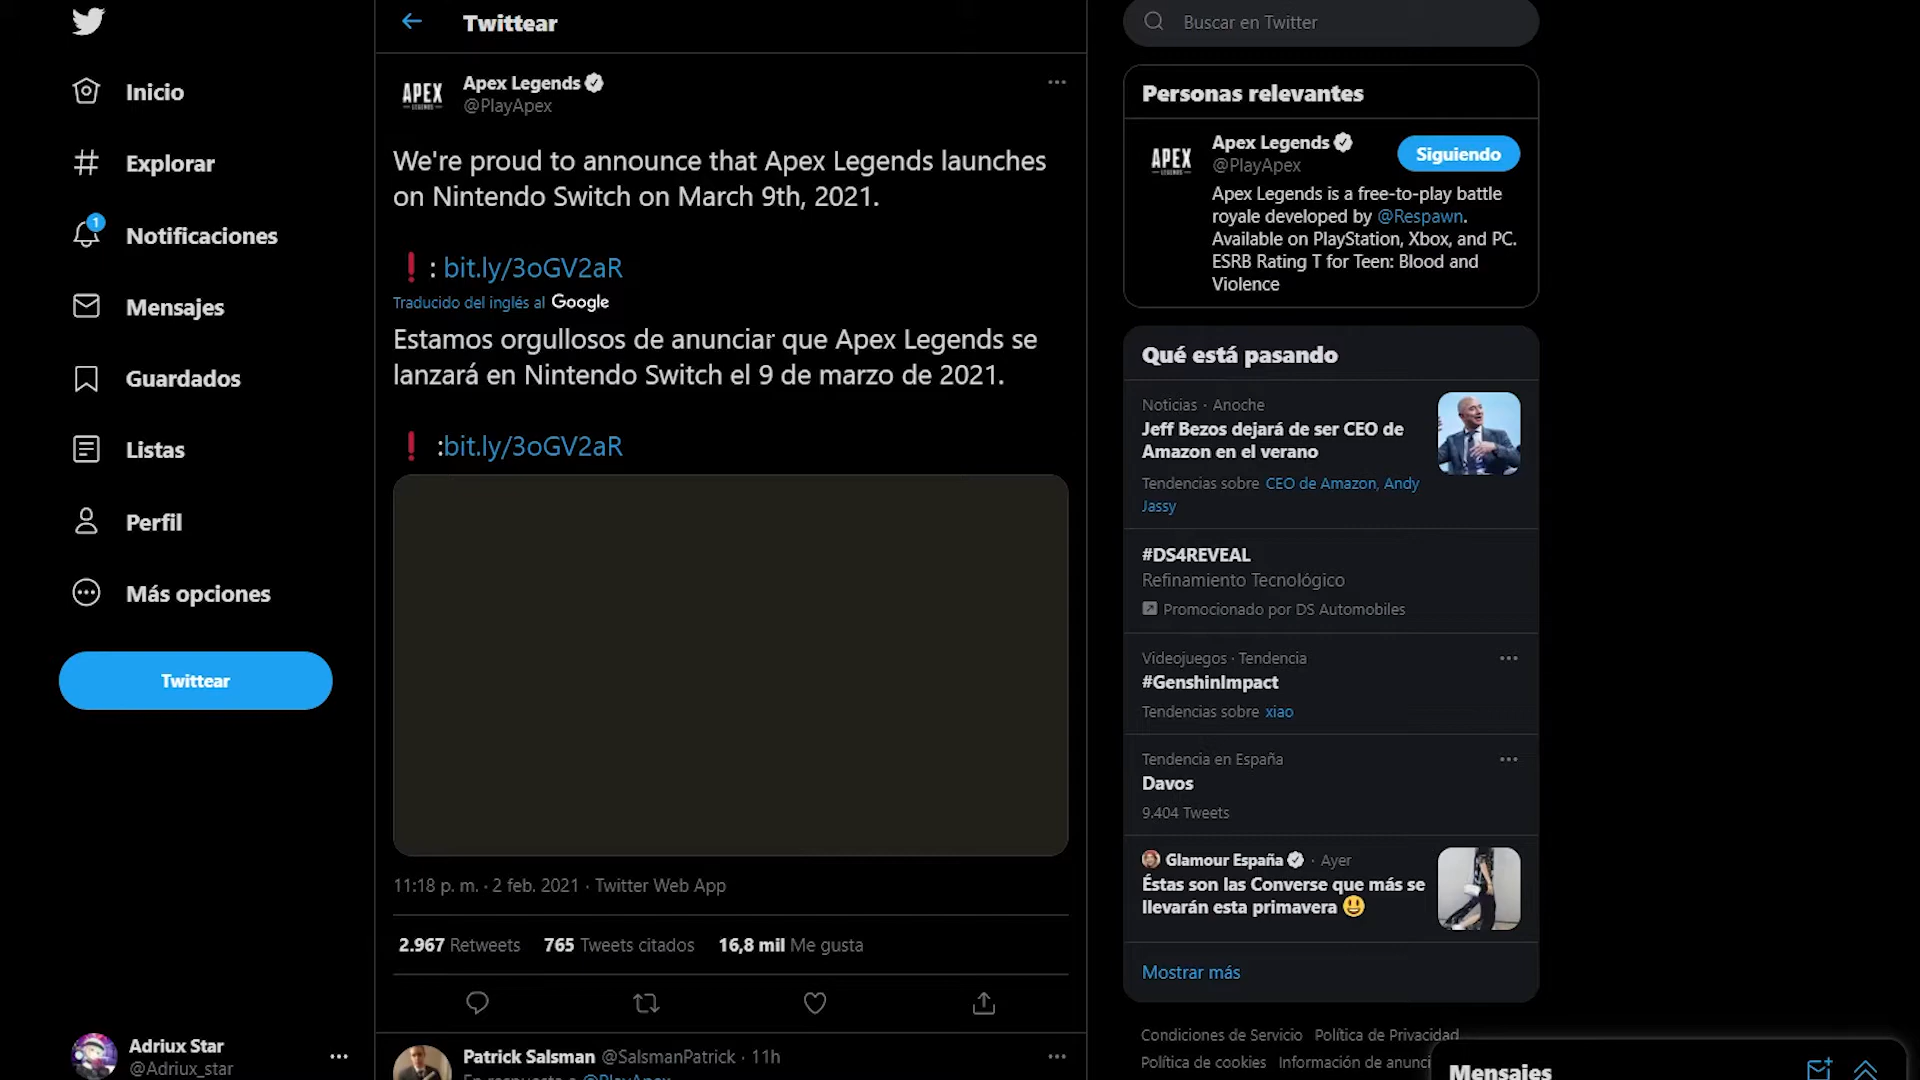 Inicio
Explorar
1
Notificaciones
Mensajes
Guardados
Listas
Perfil
Más opciones
Twittear
Adriux Star
@Adriux_star
Twittear
APEX
LEGENDS
Apex Legends
@PlayApex
We're proud to announce that Apex Legends launches
on Nintendo Switch on March 9th, 2021.
❗ : bit.ly/3oGV2aR
Traducido del inglés al Google
Estamos orgullosos de anunciar que Apex Legends se
lanzará en Nintendo Switch el 9 de marzo de 2021.
❗ :bit.ly/3oGV2aR
11:18 p. m. · 2 feb. 2021 · Twitter Web App
2.967 Retweets 765 Tweets citados 16,8 mil Me gusta
Patrick Salsman @SalsmanPatrick · 11h
En respuesta a @PlayApex
Buscar en Twitter
Personas relevantes
APEX
LEGENDS
Apex Legends
@PlayApex
Siguiendo
Apex Legends is a free-to-play battle
royale developed by @Respawn.
Available on PlayStation, Xbox, and PC.
ESRB Rating T for Teen: Blood and
Violence
Qué está pasando
Noticias · Anoche
Jeff Bezos dejará de ser CEO de
Amazon en el verano
Tendencias sobre CEO de Amazon, Andy
Jassy
#DS4REVEAL
Refinamiento Tecnológico
Promocionado por DS Automobiles
Videojuegos · Tendencia
#GenshinImpact
Tendencias sobre xiao
Tendencia en España
Davos
9.404 Tweets
Glamour España · Ayer
Éstas son las Converse que más se
llevarán esta primavera 😃
Mostrar más
Condiciones de Servicio Política de Privacidad
Política de cookies Información de anunci
Mensajes